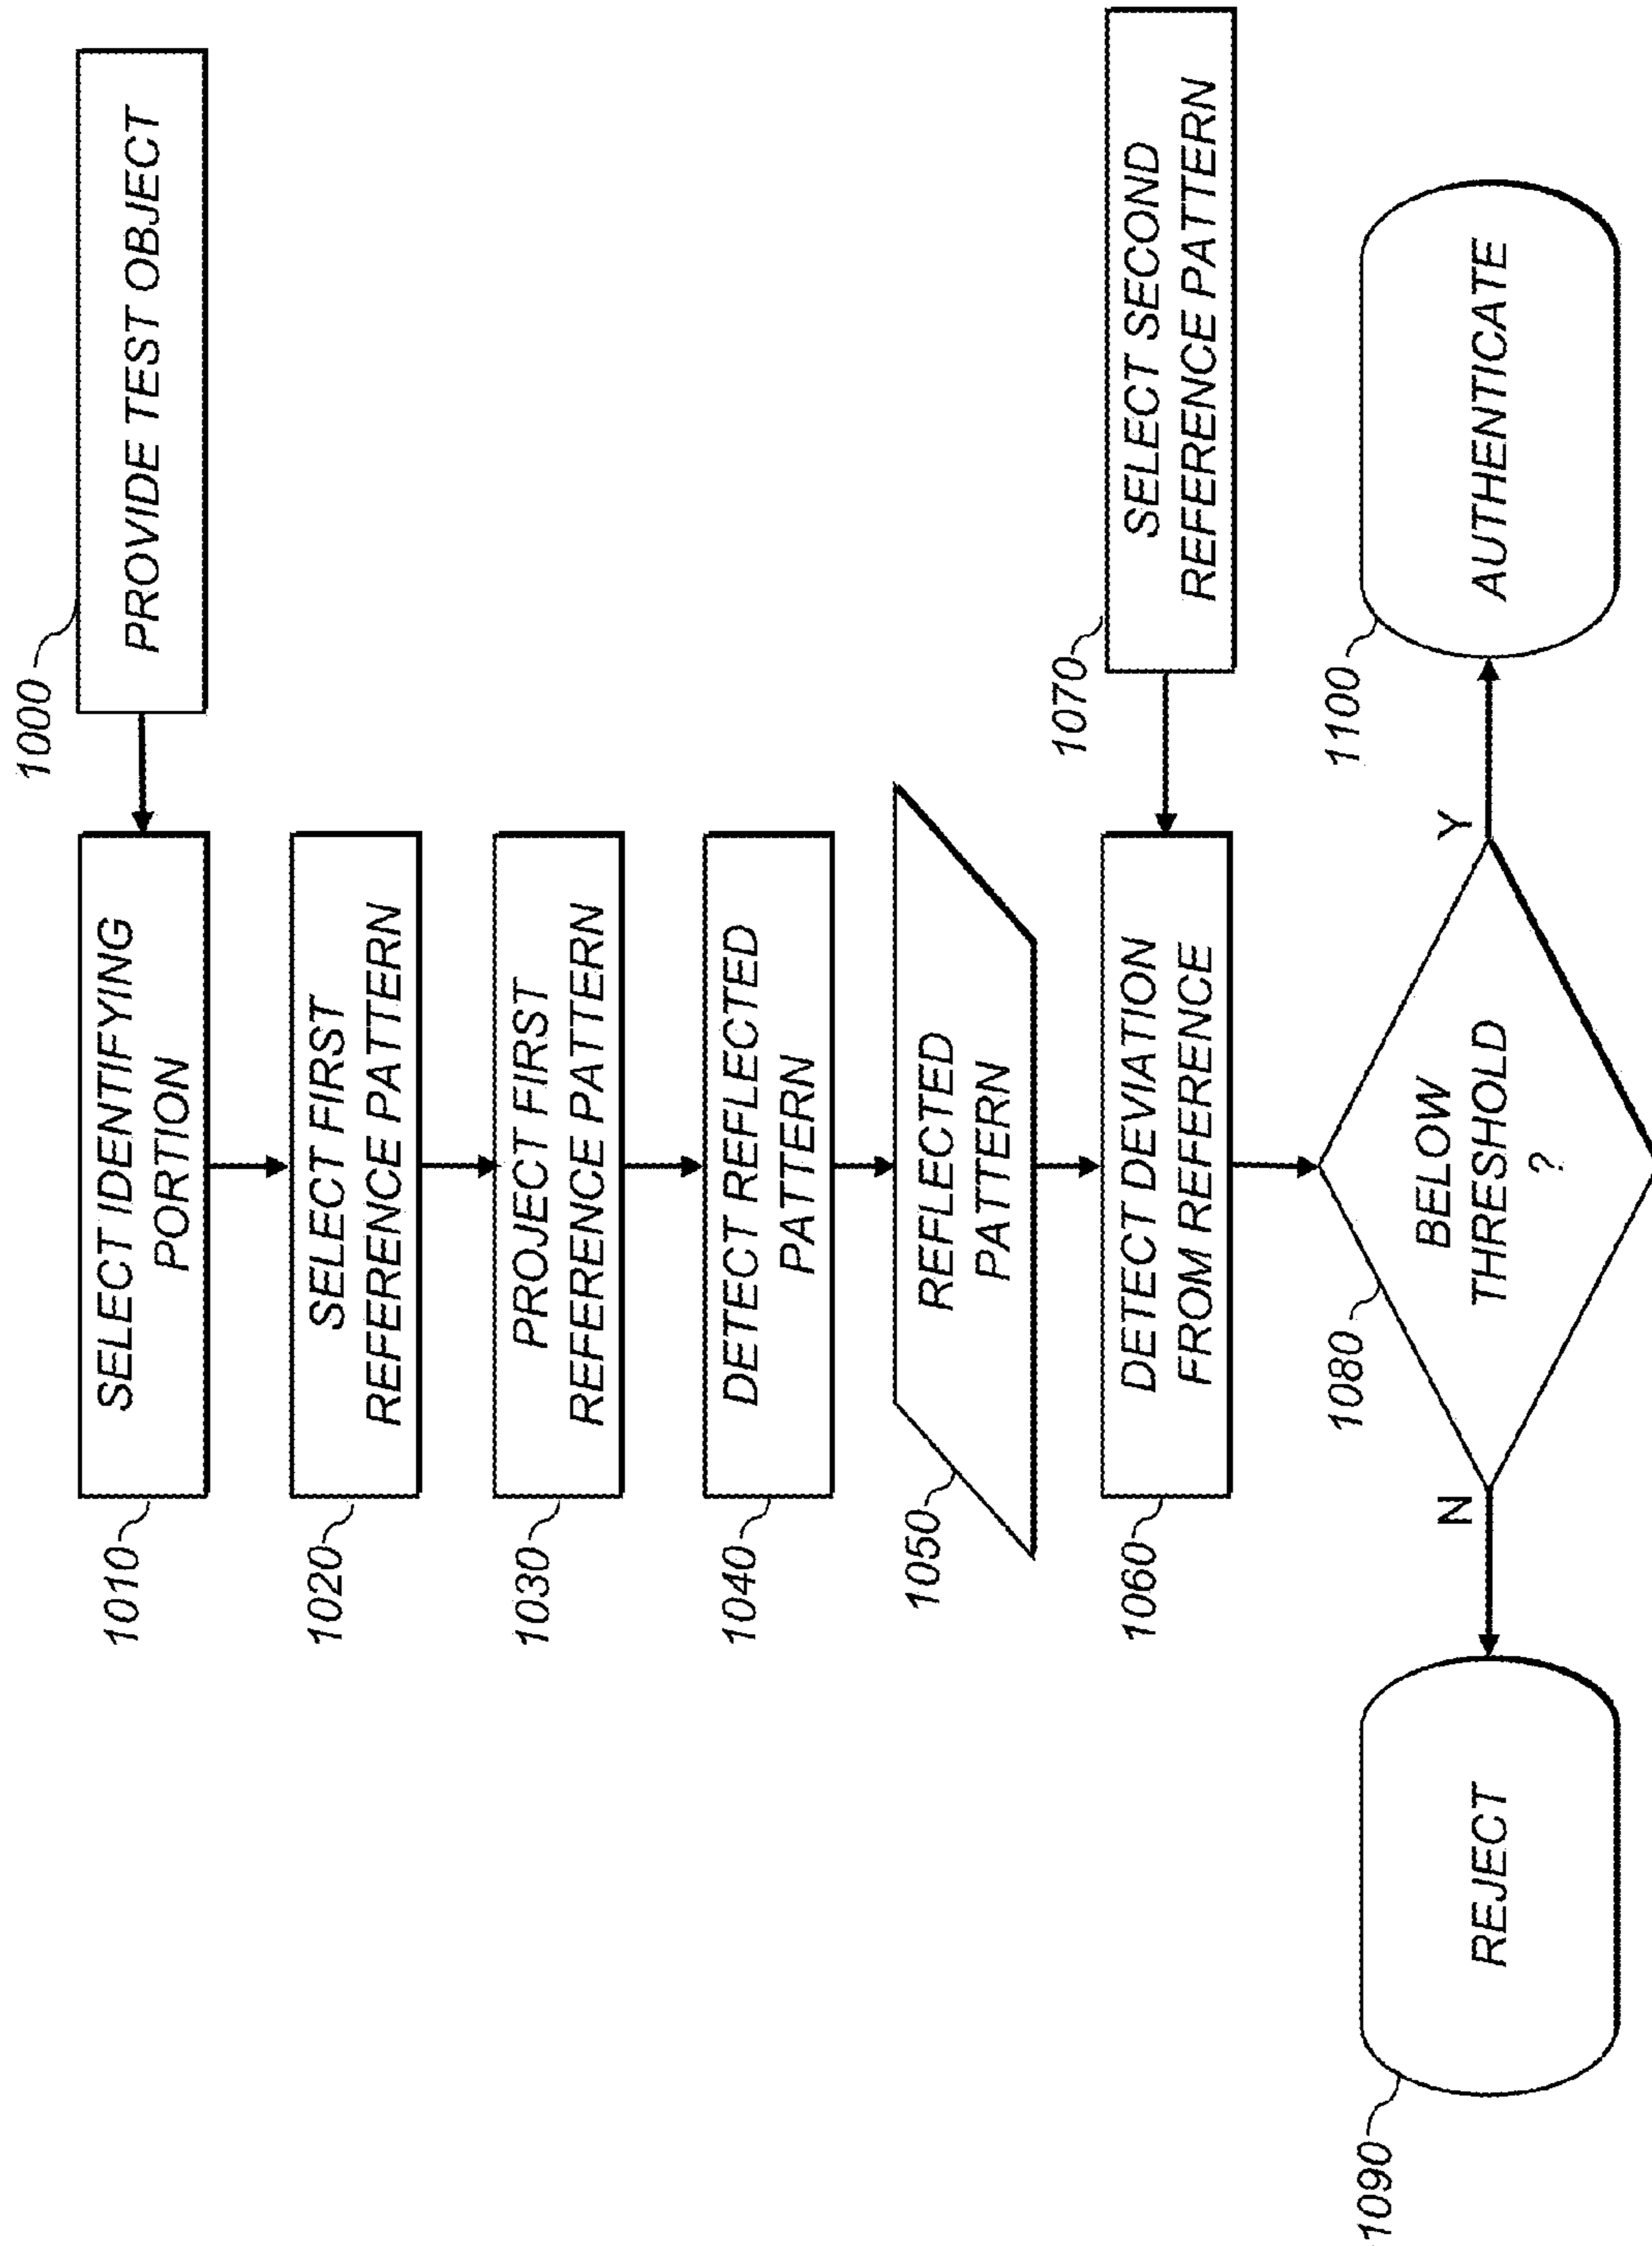 1000
PROVIDE TEST OBJECT
1010
SELECT IDENTIFYING
PORTION
1020
SELECT FIRST
REFERENCE PATTERN
1030
PROJECT FIRST
REFERENCE PATTERN
1040
DETECT REFLECTED
PATTERN
1050
REFLECTED
PATTERN
1060
DETECT DEVIATION
FROM REFERENCE
1070
SELECT SECOND
REFERENCE PATTERN
1080
BELOW
THRESHOLD
?
N
Y
1090
REJECT
1100
AUTHENTICATE